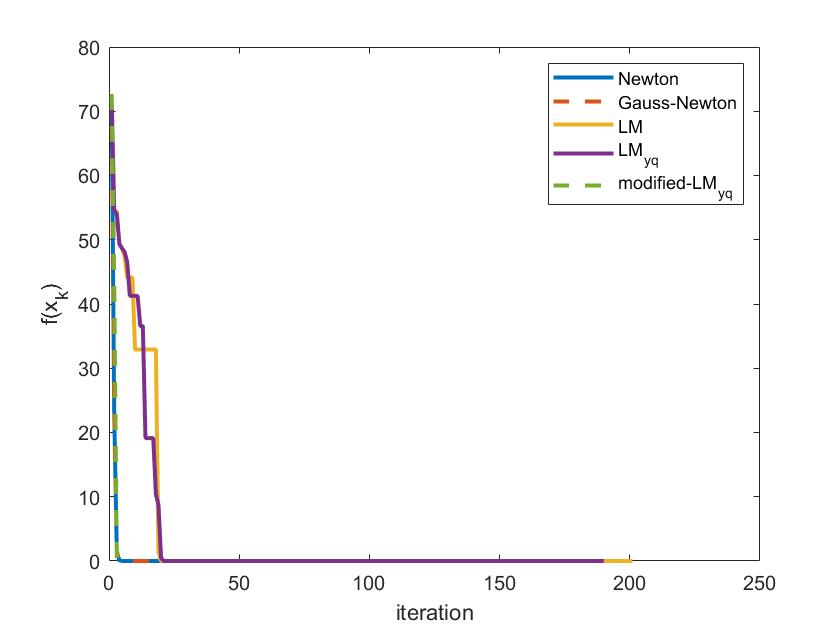 80
70
60
50
40
30
20
10
0
f(x_k)
0 50 100 150 200 250
iteration
Newton
Gauss-Newton
LM
LM_yq
modified-LM_yq